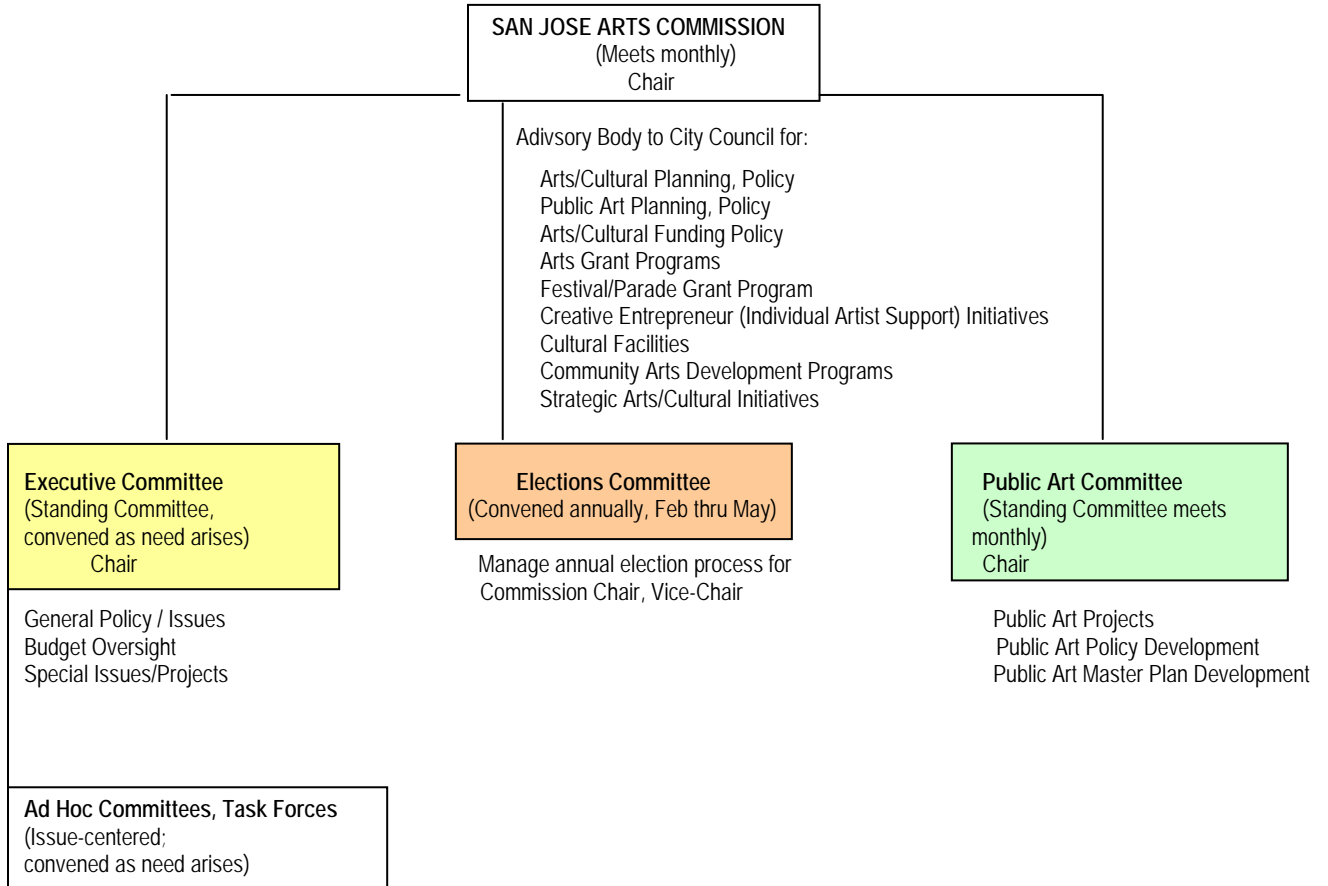 SAN JOSE ARTS COMMISSION
(Meets monthly)
Chair
Adivsory Body to City Council for:
Arts/Cultural Planning, Policy
Public Art Planning, Policy
Arts/Cultural Funding Policy
Arts Grant Programs
Festival/Parade Grant Program
Creative Entrepreneur (Individual Artist Support) Initiatives
Cultural Facilities
Community Arts Development Programs
Strategic Arts/Cultural Initiatives
Executive Committee
(Standing Committee,
convened as need arises)
Chair
General Policy / Issues
Budget Oversight
Special Issues/Projects
Ad Hoc Committees, Task Forces
(Issue-centered;
convened as need arises)
Elections Committee
(Convened annually, Feb thru May)
Manage annual election process for
Commission Chair, Vice-Chair
Public Art Committee
(Standing Committee meets
monthly)
Chair
Public Art Projects
Public Art Policy Development
Public Art Master Plan Development